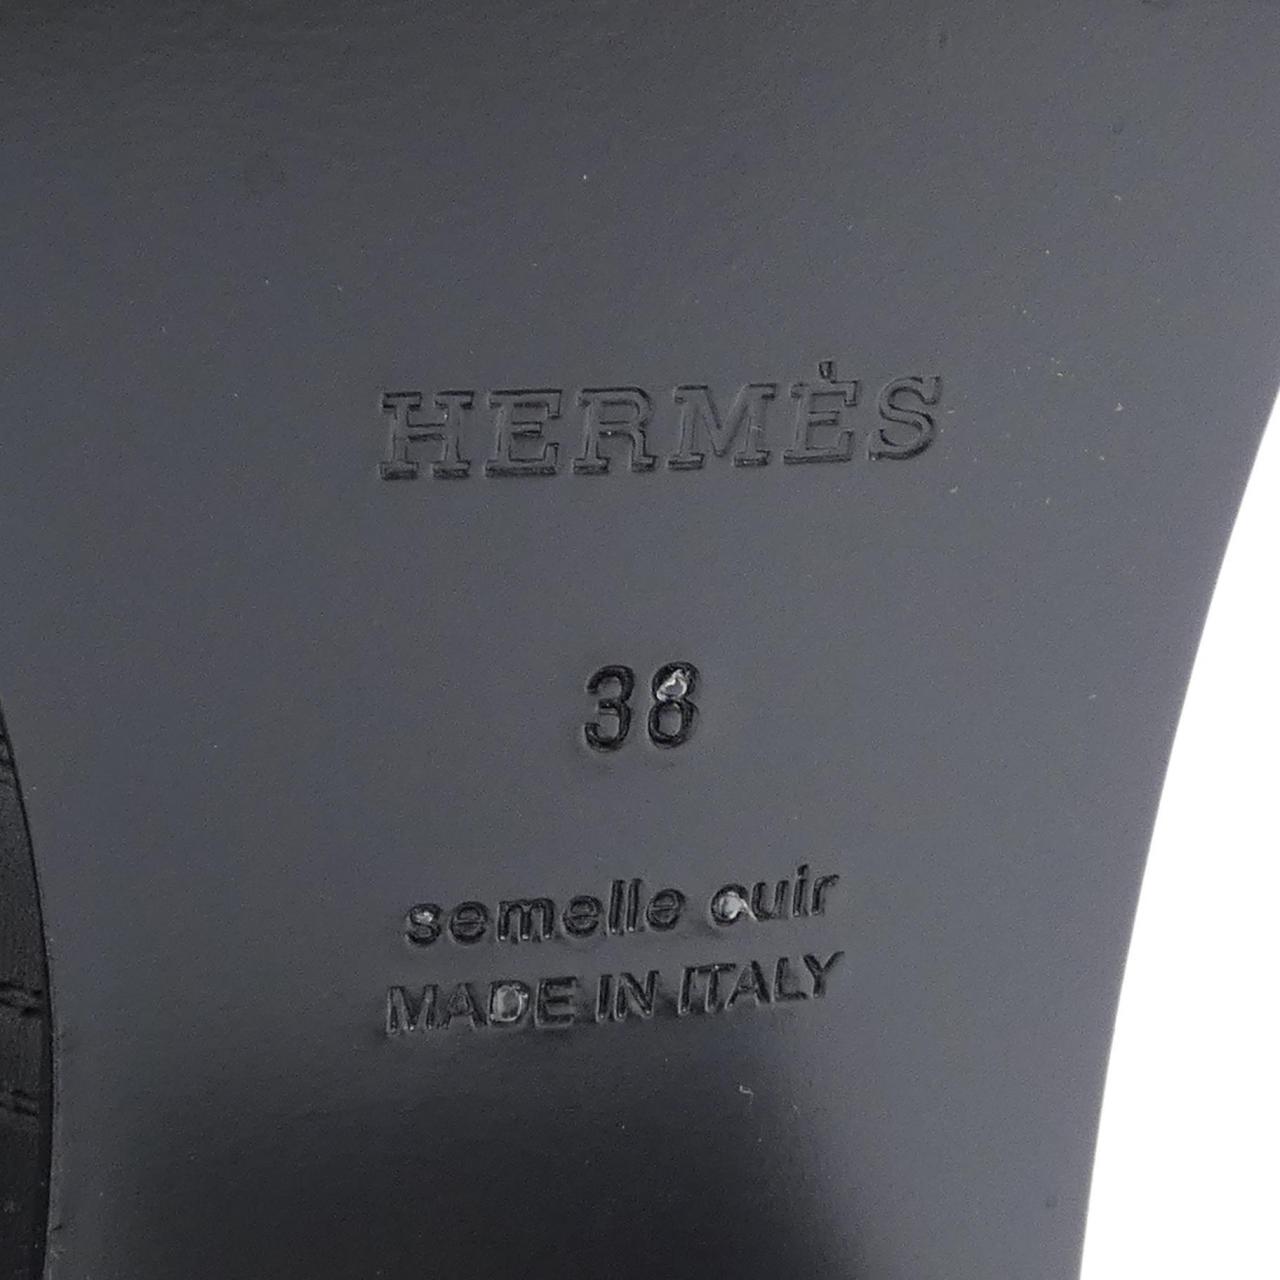 HERMÈS
38
semelle cuir
MADE IN ITALY